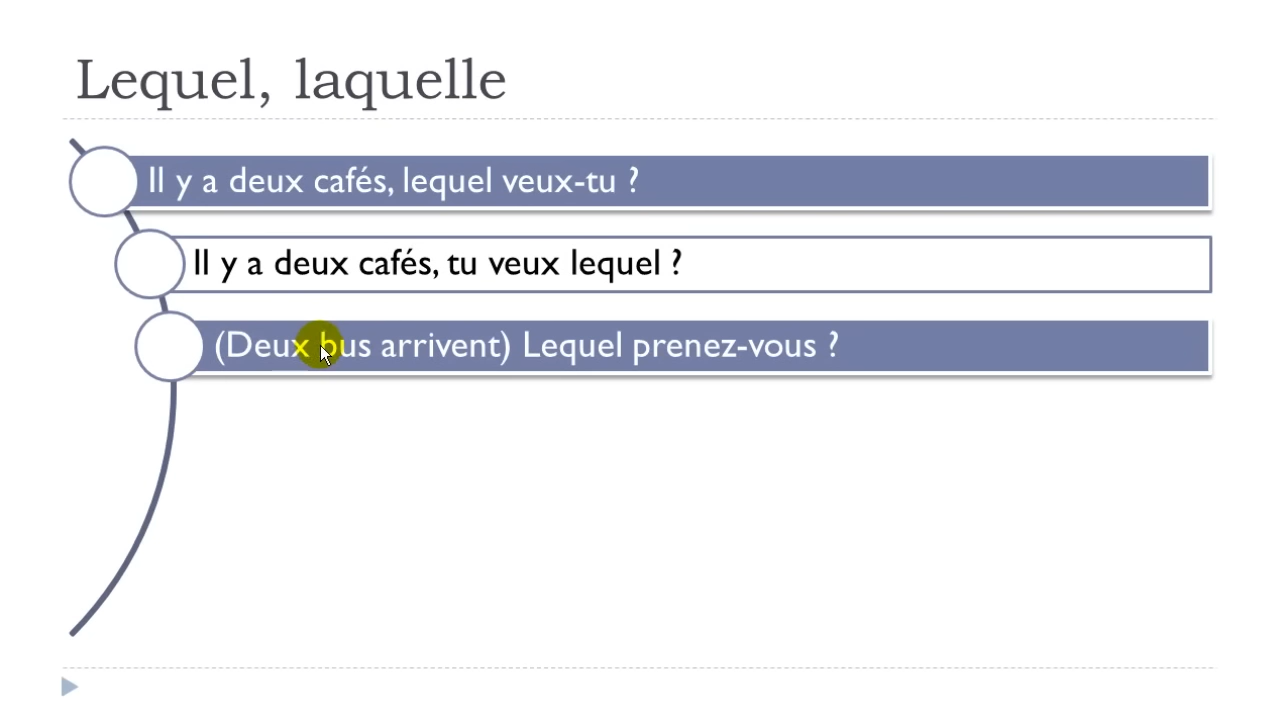 Lequel, laquelle
Il y a deux cafés, lequel veux-tu ?
Il y a deux cafés, tu veux lequel ?
(Deux bus arrivent) Lequel prenez-vous ?